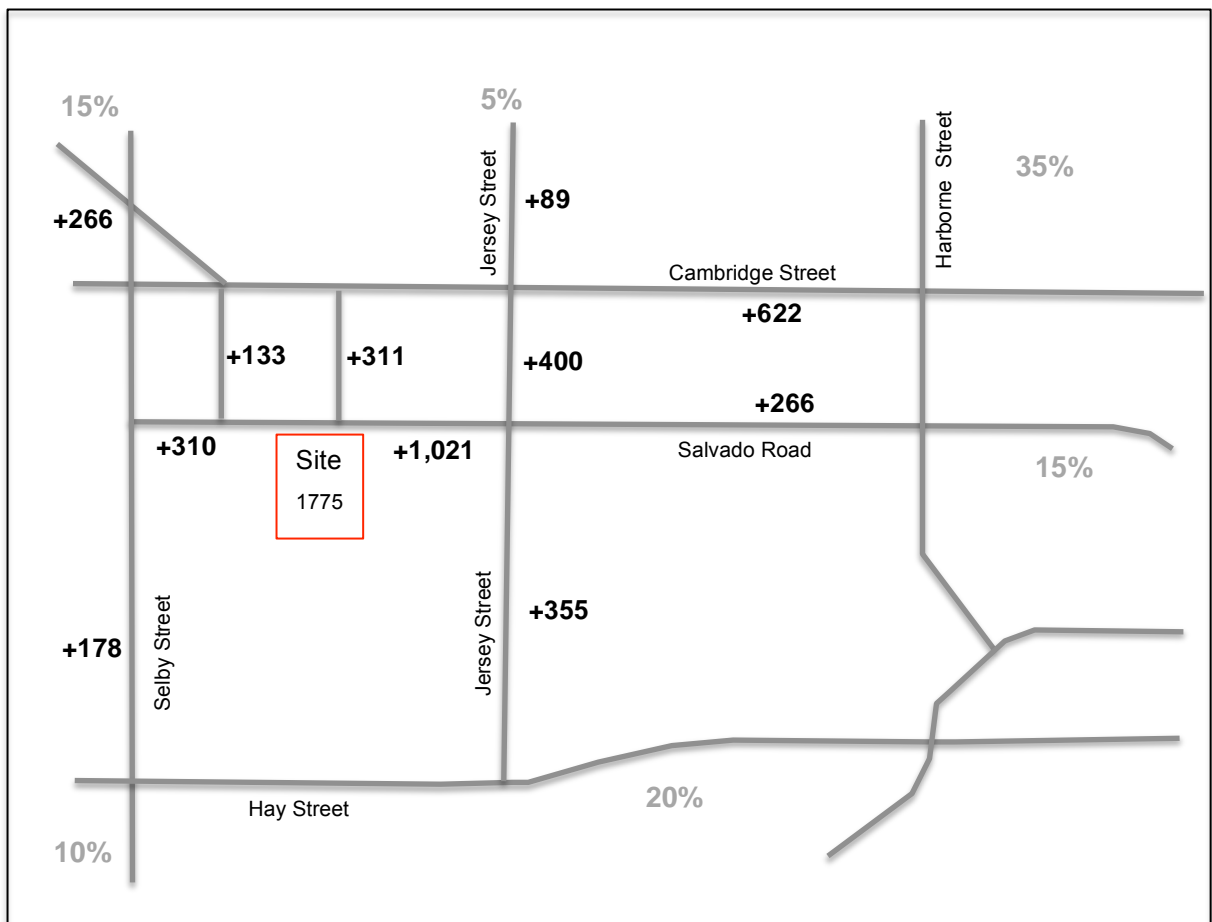 15%
5%
35%
Harborne Street
+266
Jersey Street
+89
Cambridge Street
+622
+133
+311
+400
+266
+310
+1,021
Salvado Road
Site
1775
15%
+178
Selby Street
Jersey Street
+355
Hay Street
20%
10%